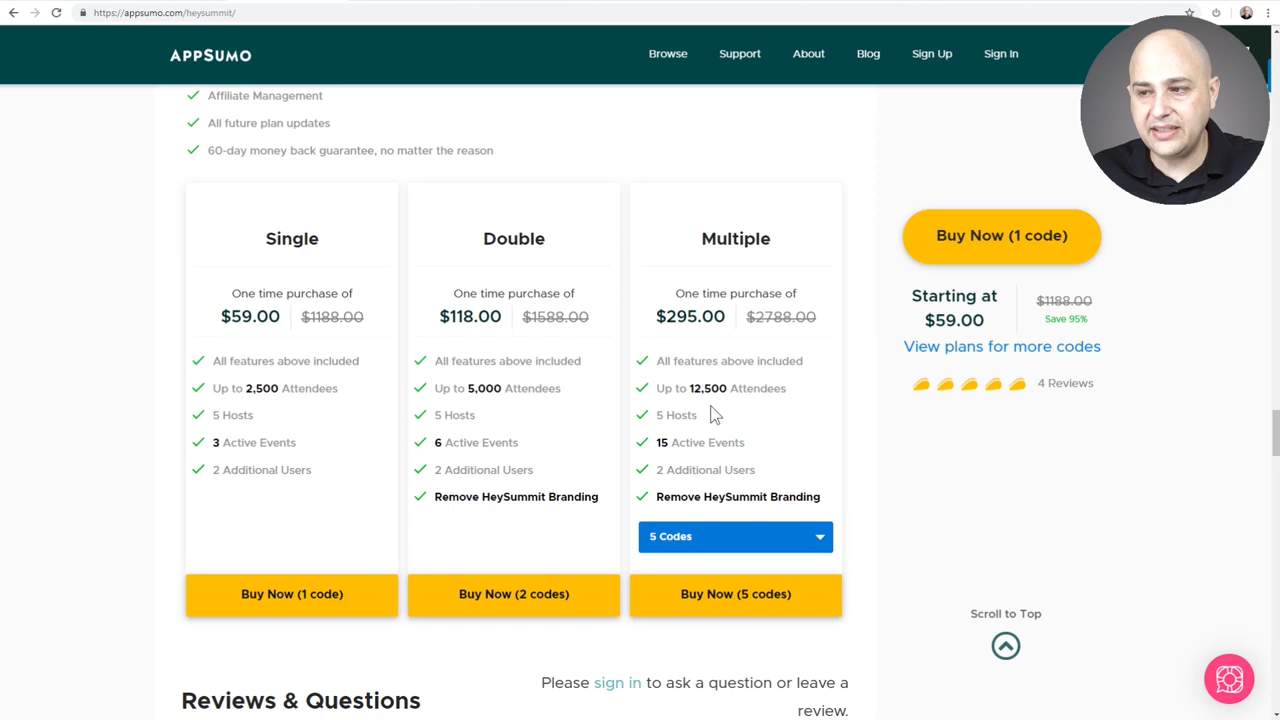 https://appsumo.com/heysummit/
APPSUMO
Browse Support About Blog Sign Up Sign In
Affiliate Management
All future plan updates
60-day money back guarantee, no matter the reason
Single
One time purchase of
$59.00 $1188.00
All features above included
Up to 2,500 Attendees
5 Hosts
3 Active Events
2 Additional Users
Buy Now (1 code)
Double
One time purchase of
$118.00 $1588.00
All features above included
Up to 5,000 Attendees
5 Hosts
6 Active Events
2 Additional Users
Remove HeySummit Branding
Buy Now (2 codes)
Multiple
One time purchase of
$295.00 $2788.00
All features above included
Up to 12,500 Attendees
5 Hosts
15 Active Events
2 Additional Users
Remove HeySummit Branding
5 Codes
Buy Now (5 codes)
Buy Now (1 code)
Starting at
$59.00
$1188.00
Save 95%
View plans for more codes
4 Reviews
Scroll to Top
Reviews & Questions
Please sign in to ask a question or leave a
review.